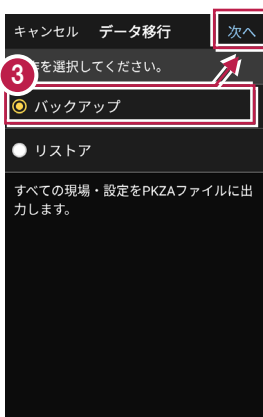 キャンセル データ移行 次へ
3
を選択してください。
バックアップ
リストア
すべての現場・設定をPKZAファイルに出
力します。